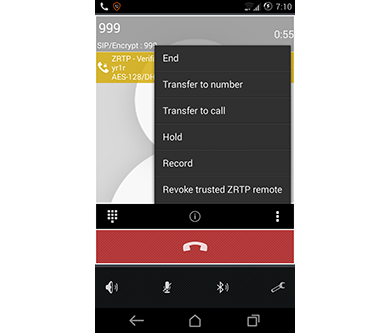 7:10
999
0:55
SIP/Encrypt : 999
ZRTP - Verifi
yr1r
AES-128/DH
End
Transfer to number
Transfer to call
Hold
Record
Revoke trusted ZRTP remote